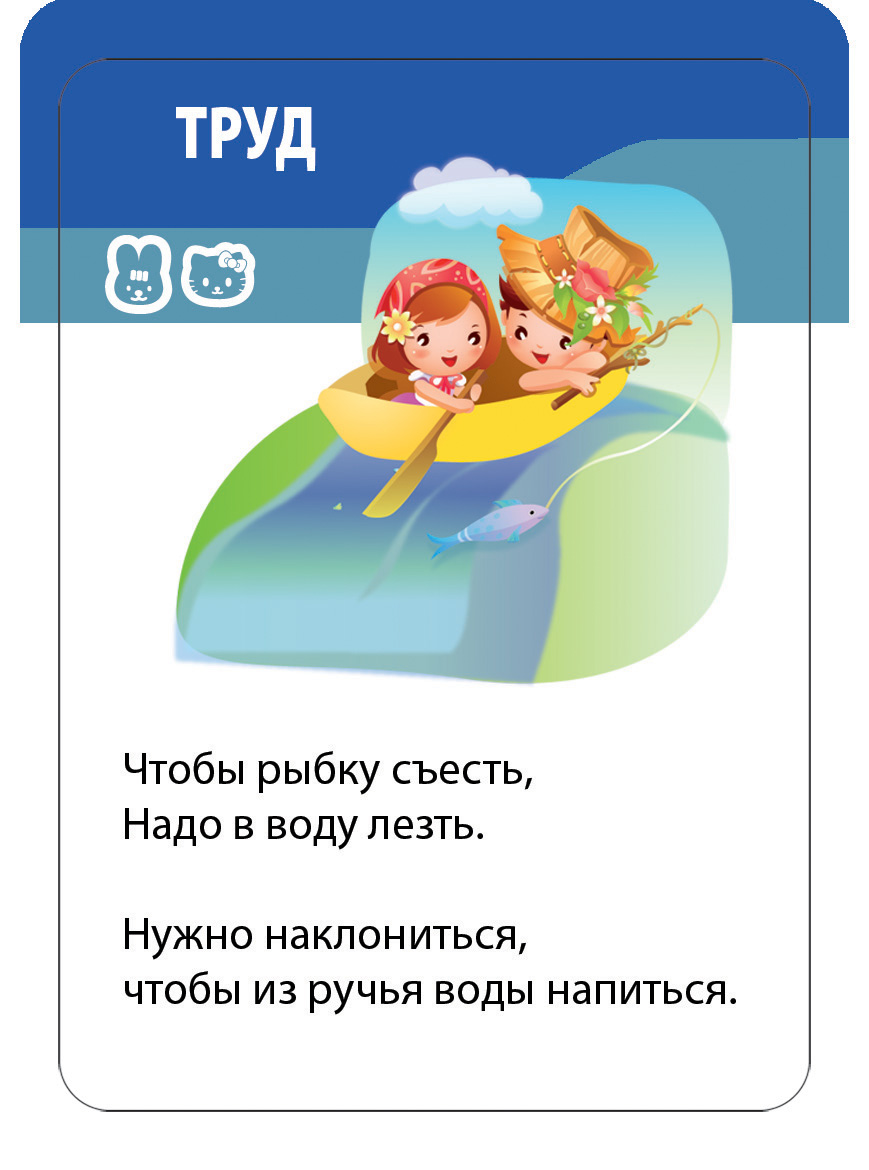 ТРУД
Чтобы рыбку съесть,
Надо в воду лезть.
Нужно наклониться,
чтобы из ручья воды напиться.